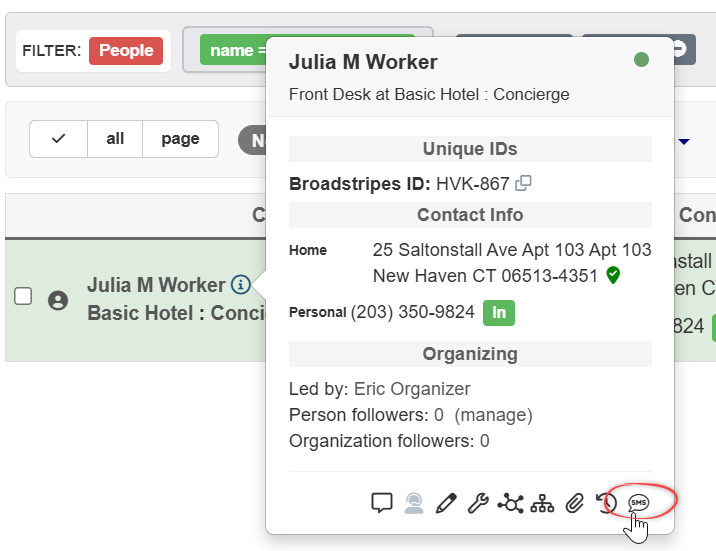 FILTER: People name =
Julia M Worker
Front Desk at Basic Hotel : Concierge
all page
Unique IDs
Broadstripes ID: HVK-867
Contact Info
Home 25 Saltonstall Ave Apt 103 Apt 103
New Haven CT 06513-4351
Personal (203) 350-9824 In
Organizing
Led by: Eric Organizer
Person followers: 0 (manage)
Organization followers: 0
SMS
Julia M Worker
Basic Hotel : Conci
C
Con
nstall
en C
824